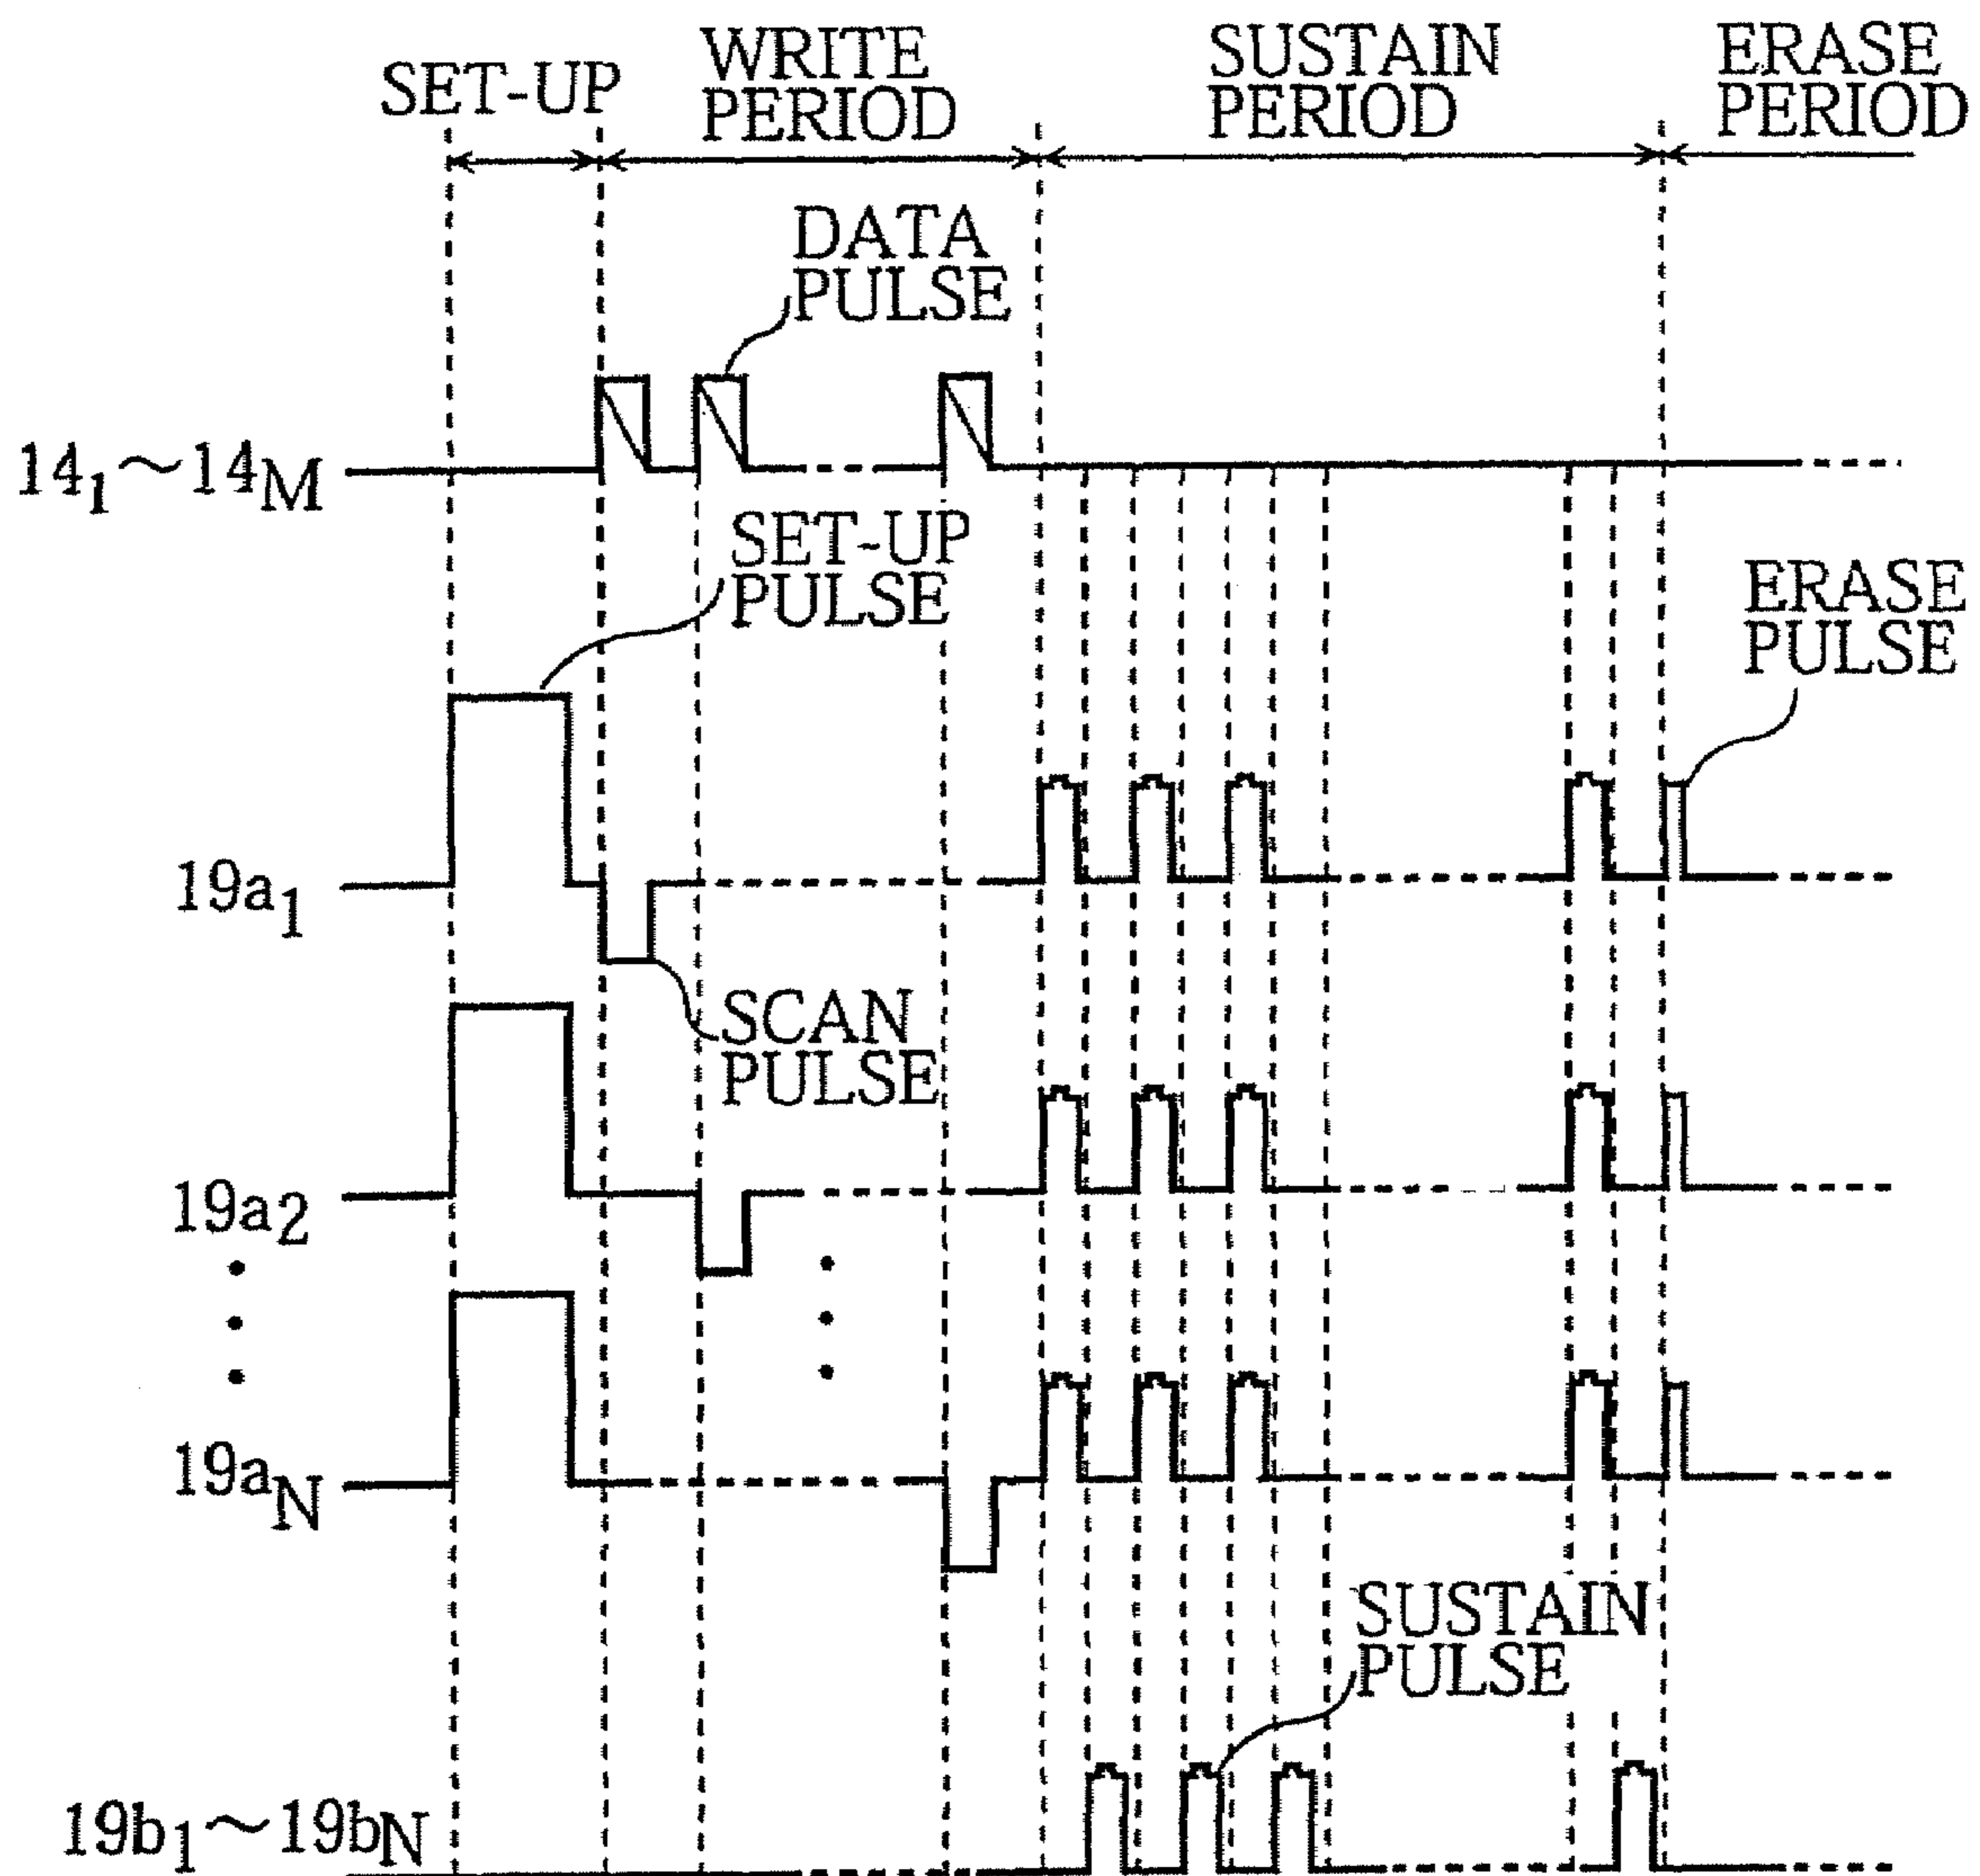 SET-UP
WRITE
PERIOD
SUSTAIN
PERIOD
ERASE
PERIOD
DATA
PULSE
14₁~14M
SET-UP
PULSE
ERASE
PULSE
19a₁
SCAN
PULSE
19a₂
19aN
SUSTAIN
PULSE
19b₁~19bN